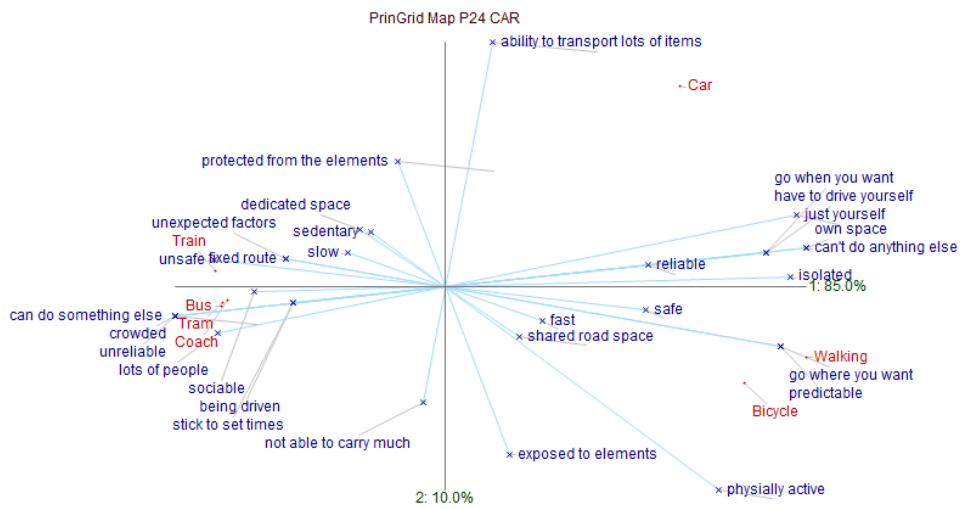 PrinGrid Map P24 CAR
ability to transport lots of items
Car
protected from the elements
go when you want
have to drive yourself
dedicated space
just yourself
unexpected factors
own space
sedentary
Train
can't do anything else
unsafe
fixed route
slow
reliable
isolated
1: 85.0%
Bus
safe
can do something else
Tram
fast
crowded
shared road space
Coach
unreliable
Walking
lots of people
go where you want
sociable
predictable
being driven
Bicycle
stick to set times
not able to carry much
exposed to elements
physially active
2: 10.0%